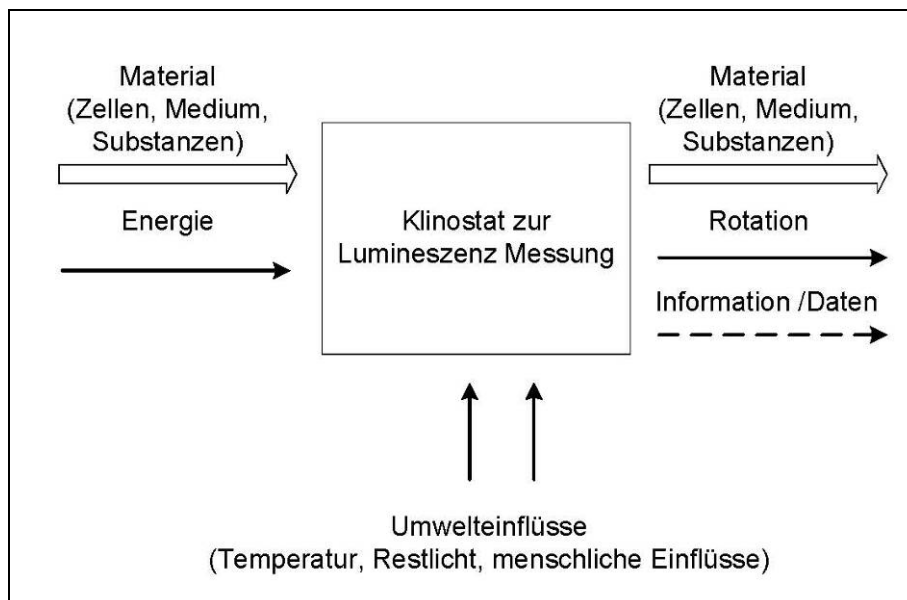 Material
(Zellen, Medium,
Substanzen)
Energie
Klinostat zur
Lumineszenz Messung
Material
(Zellen, Medium,
Substanzen)
Rotation
Information /Daten
Umwelteinflüsse
(Temperatur, Restlicht, menschliche Einflüsse)